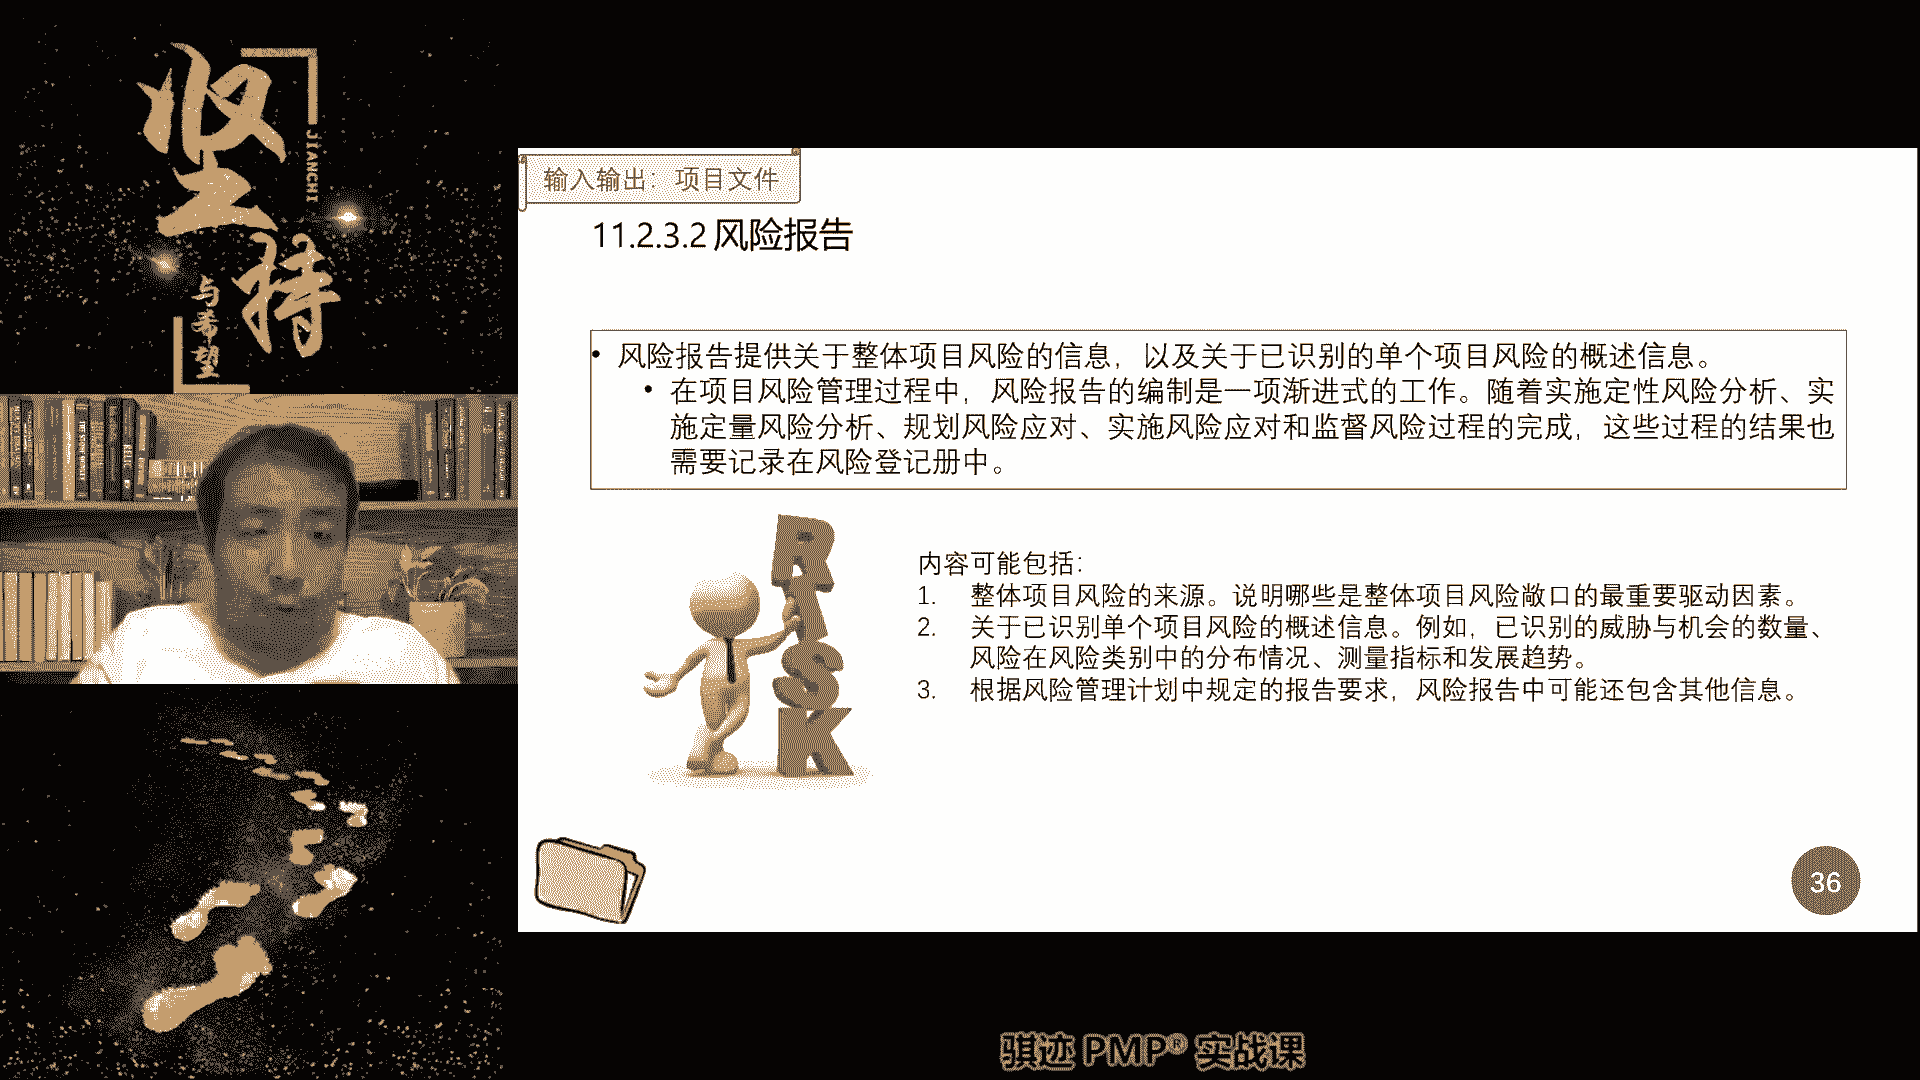 坚持
JIANCHI
与希望
输入输出：项目文件
11.2.3.2 风险报告
• 风险报告提供关于整体项目风险的信息，以及关于已识别的单个项目风险的概述信息。
• 在项目风险管理过程中，风险报告的编制是一项渐进式的工作。随着实施定性风险分析、实
施定量风险分析、规划风险应对、实施风险应对和监督风险过程的完成，这些过程的结果也
需要记录在风险登记册中。
RISK
内容可能包括：
1. 整体项目风险的来源。说明哪些是整体项目风险敞口的最重要驱动因素。
2. 关于已识别单个项目风险的概述信息。例如，已识别的威胁与机会的数量、
风险在风险类别中的分布情况、测量指标和发展趋势。
3. 根据风险管理计划中规定的报告要求，风险报告中可能还包含其他信息。
36
骐迹 PMP® 实战课